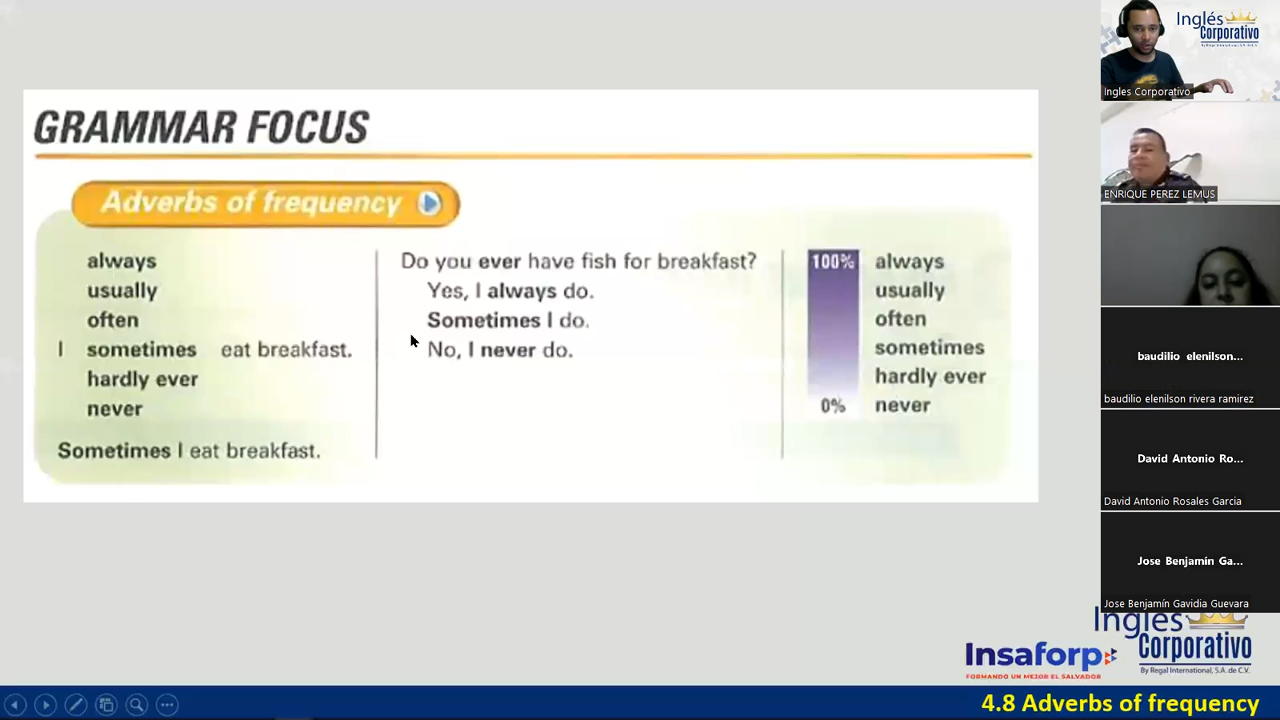 GRAMMAR FOCUS
Adverbs of frequency
always
usually
often
I sometimes eat breakfast.
hardly ever
never
Sometimes I eat breakfast.
Do you ever have fish for breakfast?
Yes, I always do.
Sometimes I do.
No, I never do.
100% always
usually
often
sometimes
hardly ever
0% never
Inglés
Corporativo
By Regal International, S.A. de C.V.
Ingles Corporativo
ENRIQUE PEREZ LEMUS
baudilio elenilson...
baudilio elenilson rivera ramirez
David Antonio Ro...
David Antonio Rosales Garcia
Jose Benjamín Ga...
Jose Benjamín Gavidia Guevara
Inglés
Corporativo
By Regal International, S.A. de C.V.
Insaforp
FORMANDO UN MEJOR EL SALVADOR
4.8 Adverbs of frequency